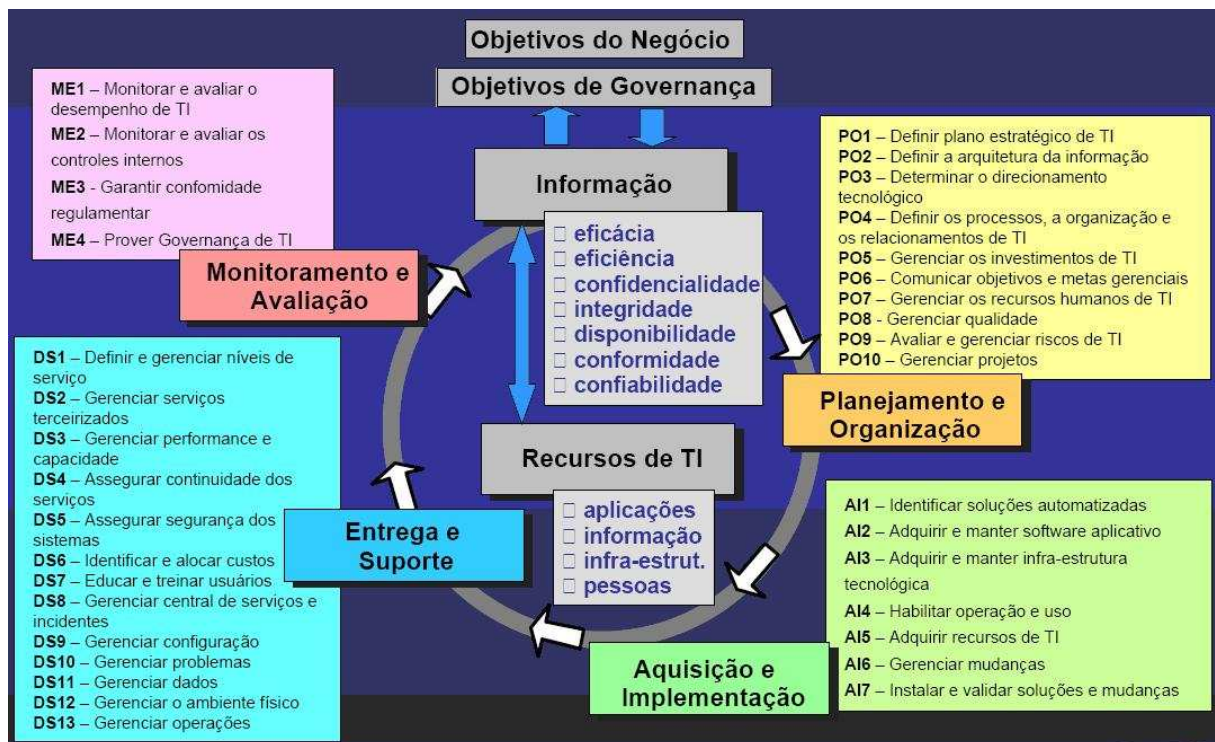 Objetivos do Negócio
Objetivos de Governança
ME1 – Monitorar e avaliar o
desempenho de TI
ME2 – Monitorar e avaliar os
controles internos
ME3 - Garantir confomidade
regulamentar
ME4 – Prover Governança de TI
Monitoramento e
Avaliação
Informação
eficácia
eficiência
confidencialidade
integridade
disponibilidade
conformidade
confiabilidade
PO1 – Definir plano estratégico de TI
PO2 – Definir a arquitetura da informação
PO3 – Determinar o direcionamento
tecnológico
PO4 – Definir os processos, a organização e
os relacionamentos de TI
PO5 – Gerenciar os investimentos de TI
PO6 – Comunicar objetivos e metas gerenciais
PO7 – Gerenciar os recursos humanos de TI
PO8 - Gerenciar qualidade
PO9 – Avaliar e gerenciar riscos de TI
PO10 – Gerenciar projetos
Planejamento e
Organização
DS1 – Definir e gerenciar níveis de
serviço
DS2 – Gerenciar serviços
terceirizados
DS3 – Gerenciar performance e
capacidade
DS4 – Assegurar continuidade dos
serviços
DS5 – Assegurar segurança dos
sistemas
DS6 – Identificar e alocar custos
DS7 – Educar e treinar usuários
DS8 – Gerenciar central de serviços e
incidentes
DS9 – Gerenciar configuração
DS10 – Gerenciar problemas
DS11 – Gerenciar dados
DS12 – Gerenciar o ambiente físico
DS13 – Gerenciar operações
Entrega e
Suporte
Recursos de TI
aplicações
informação
infra-estrut.
pessoas
AI1 – Identificar soluções automatizadas
AI2 – Adquirir e manter software aplicativo
AI3 – Adquirir e manter infra-estrutura
tecnológica
AI4 – Habilitar operação e uso
AI5 – Adquirir recursos de TI
AI6 – Gerenciar mudanças
AI7 – Instalar e validar soluções e mudanças
Aquisição e
Implementação